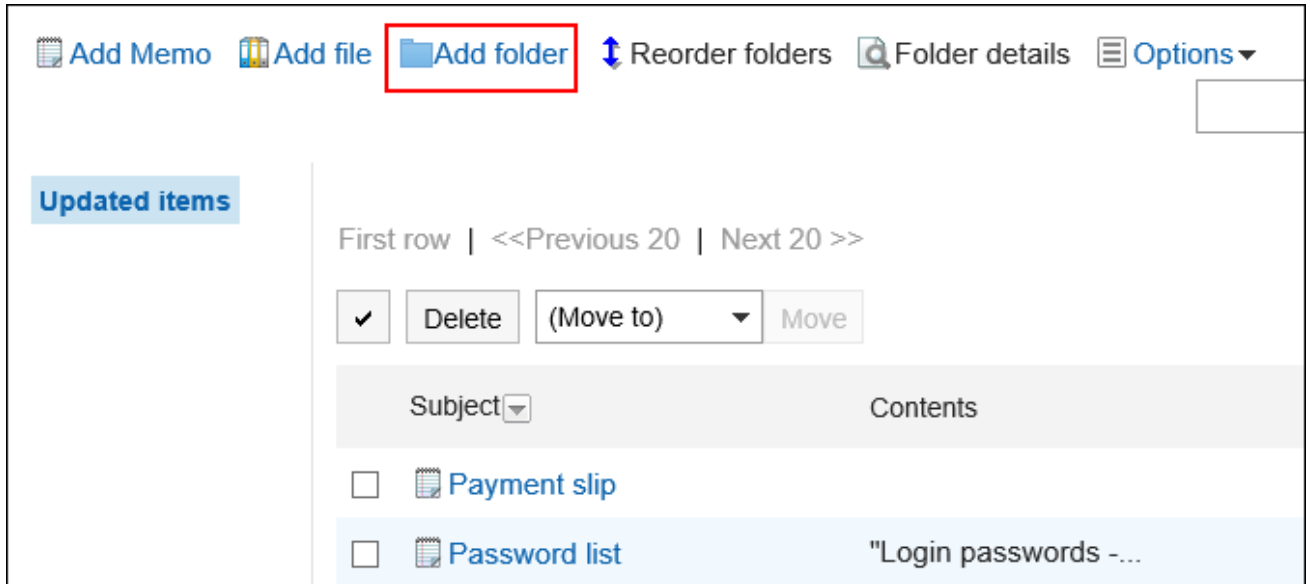 Add Memo Add file Add folder Reorder folders Folder details Options
Updated items
First row | <<Previous 20 | Next 20 >>
Delete (Move to) Move
Subject Contents
Payment slip
Password list "Login passwords -...